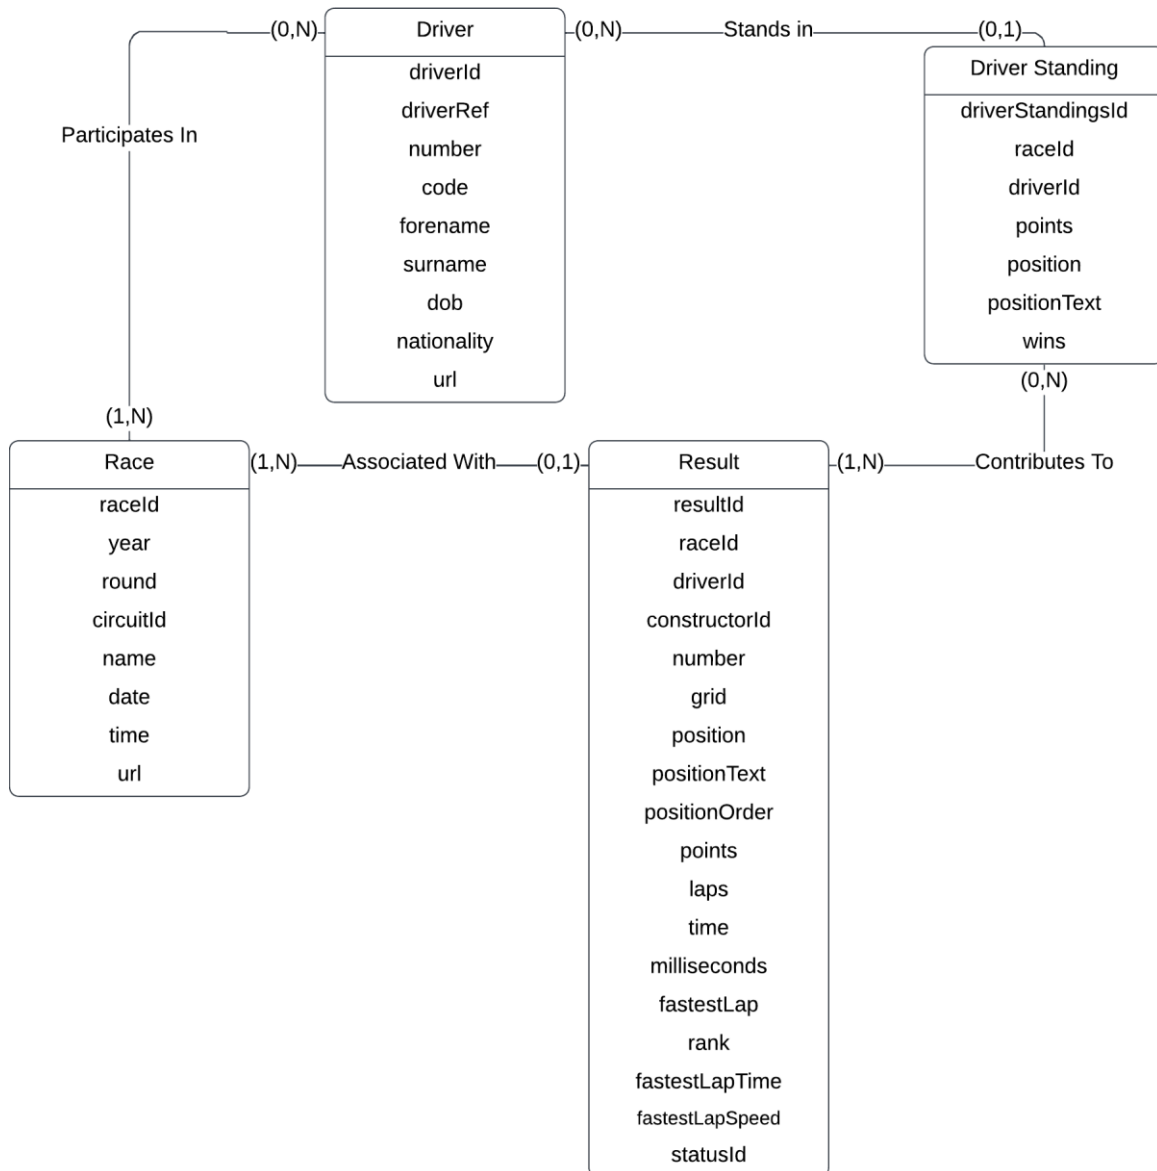 (0,N) Driver (0,N) Stands in (0,1)
driverId
driverRef
number
code
forename
surname
dob
nationality
url
Driver Standing
driverStandingsId
raceId
driverId
points
position
positionText
wins
Participates In
(1,N)
(0,N)
Race
raceId
year
round
circuitId
name
date
time
url
(1,N) Associated With (0,1)
Result
resultId
raceId
driverId
constructorId
number
grid
position
positionText
positionOrder
points
laps
time
milliseconds
fastestLap
rank
fastestLapTime
fastestLapSpeed
statusId
(1,N) Contributes To